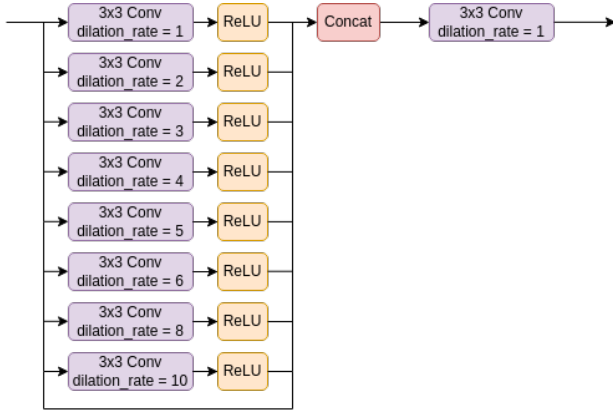 3x3 Conv
dilation_rate = 1
ReLU
Concat
3x3 Conv
dilation_rate = 1
3x3 Conv
dilation_rate = 2
ReLU
3x3 Conv
dilation_rate = 3
ReLU
3x3 Conv
dilation_rate = 4
ReLU
3x3 Conv
dilation_rate = 5
ReLU
3x3 Conv
dilation_rate = 6
ReLU
3x3 Conv
dilation_rate = 8
ReLU
3x3 Conv
dilation_rate = 10
ReLU